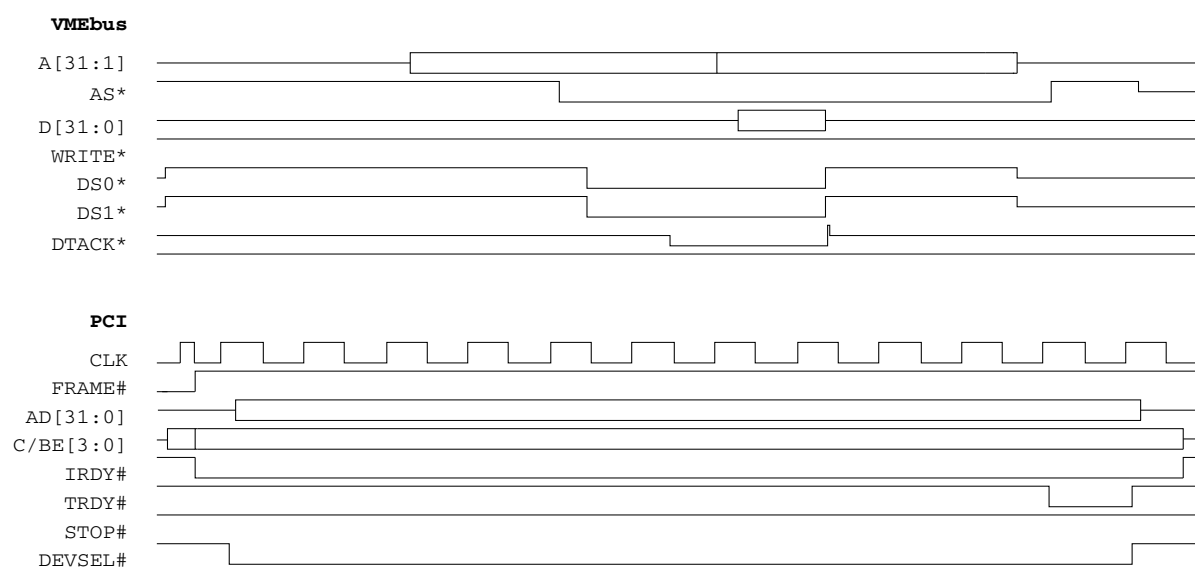 VMEbus
A[31:1]
AS*
D[31:0]
WRITE*
DS0*
DS1*
DTACK*
PCI
CLK
FRAME#
AD[31:0]
C/BE[3:0]
IRDY#
TRDY#
STOP#
DEVSEL#